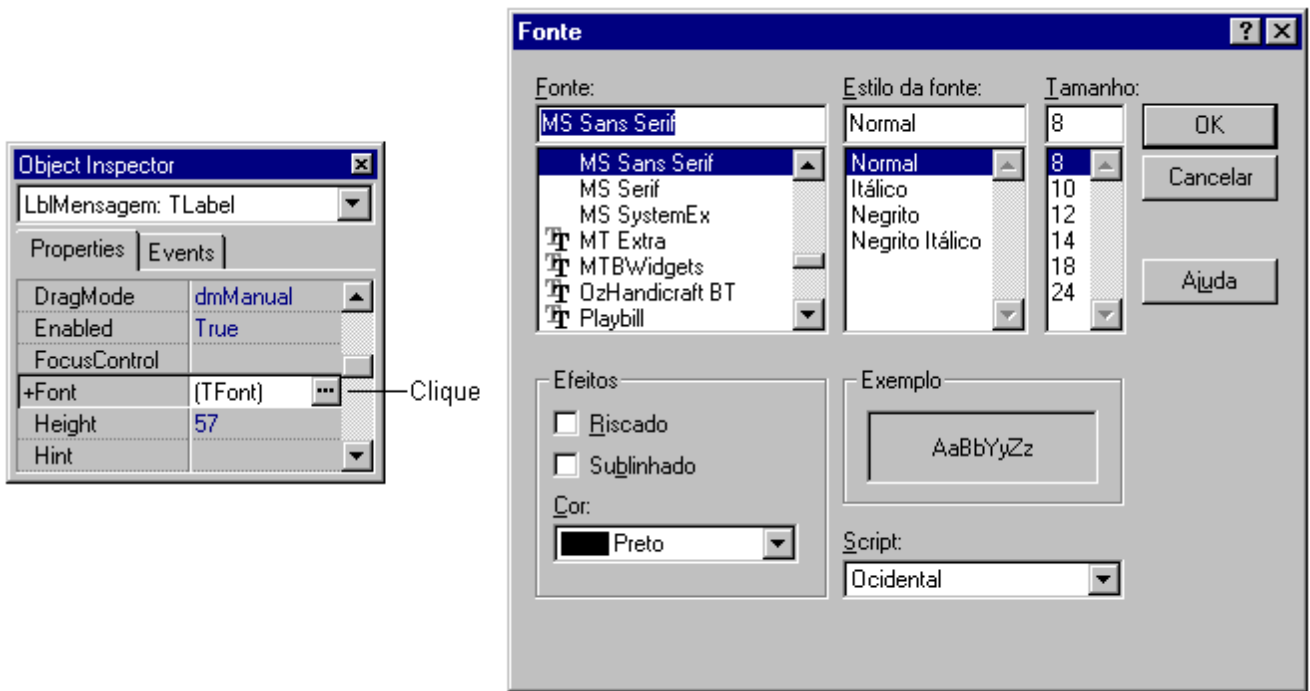 Object Inspector
LblMensagem: TLabel
Properties Events
DragMode dmManual
Enabled True
FocusControl
+Font (TFont) ...
Height 57
Hint
Clique
Fonte
Fonte: Estilo da fonte: Tamanho:
MS Sans Serif Normal 8 OK
MS Sans Serif Normal 8
MS Serif Itálico 10 Cancelar
MS SystemEx Negrito 12
MT Extra Negrito Itálico 14
MTBWidgets 18
OzHandicraft BT 24 Ajuda
Playbill
Efeitos Exemplo
Riscado
AaBbYyZz
Sublinhado
Cor:
Preto
Script:
Ocidental